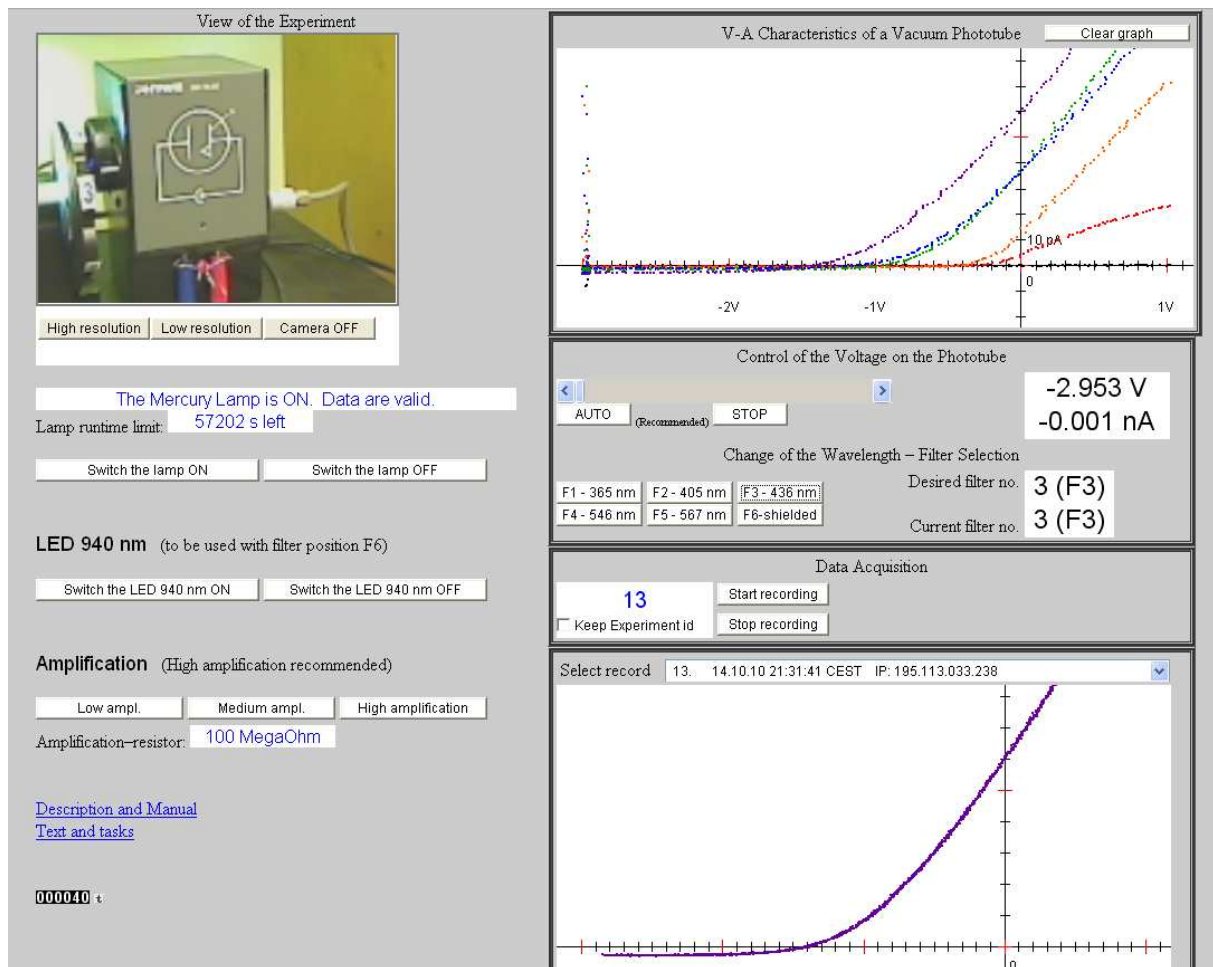 View of the Experiment
3
High resolution Low resolution Camera OFF
The Mercury Lamp is ON. Data are valid.
Lamp runtime limit: 57202 s left
Switch the lamp ON Switch the lamp OFF
LED 940 nm (to be used with filter position F6)
Switch the LED 940 nm ON Switch the LED 940 nm OFF
Amplification (High amplification recommended)
Low ampl. Medium ampl. High amplification
Amplification–resistor: 100 MegaOhm
Description and Manual
Text and tasks
000040 t
V-A Characteristics of a Vacuum Phototube Clear graph
10 pA
0
-2V -1V 1V
Control of the Voltage on the Phototube
-2.953 V
AUTO (Recommended) STOP
-0.001 nA
Change of the Wavelength – Filter Selection
F1 - 365 nm F2 - 405 nm F3 - 436 nm Desired filter no. 3 (F3)
F4 - 546 nm F5 - 567 nm F6-shielded Current filter no. 3 (F3)
Data Acquisition
13 Start recording
Keep Experiment id Stop recording
Select record 13. 14.10.10 21:31:41 CEST IP: 195.113.033.238
0